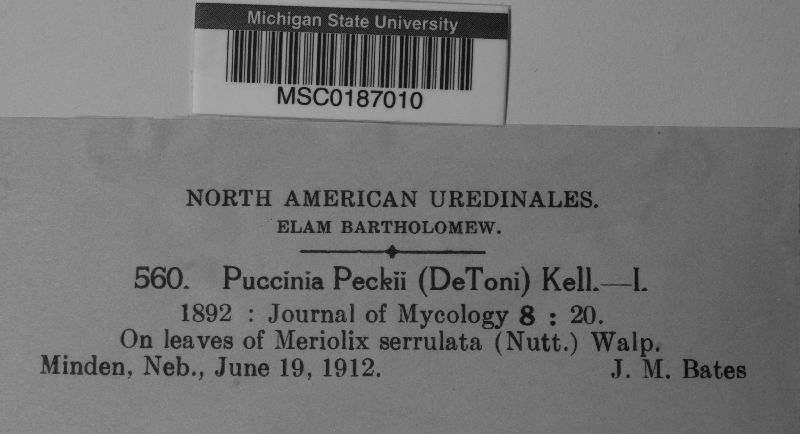 Michigan State University
MSC0187010
NORTH AMERICAN UREDINALES.
ELAM BARTHOLOMEW.
560. Puccinia Peckii (DeToni) Kell.—I.
1892 : Journal of Mycology 8 : 20.
On leaves of Meriolix serrulata (Nutt.) Walp.
Minden, Neb., June 19, 1912. J. M. Bates